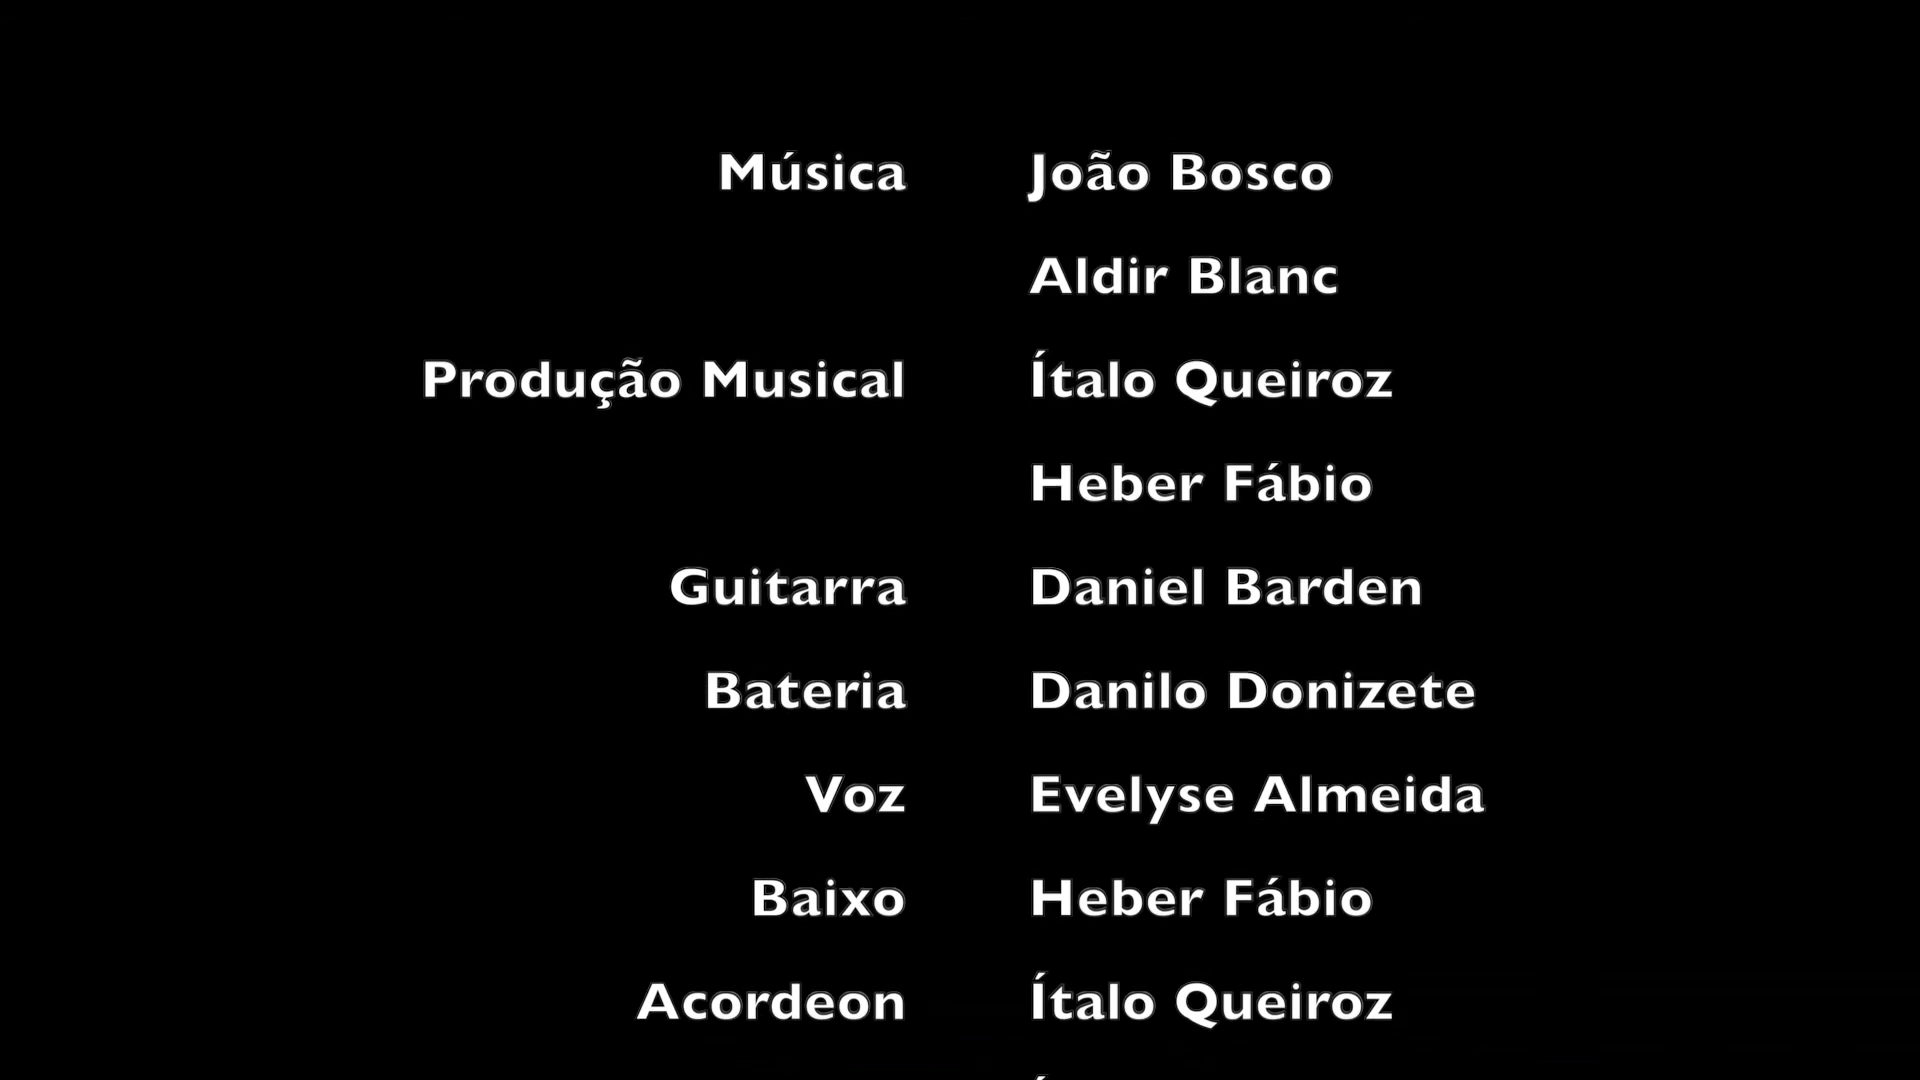 Música João Bosco
Aldir Blanc
Produção Musical Ítalo Queiroz
Heber Fábio
Guitarra Daniel Barden
Bateria Danilo Donizete
Voz Evelyse Almeida
Baixo Heber Fábio
Acordeon Ítalo Queiroz